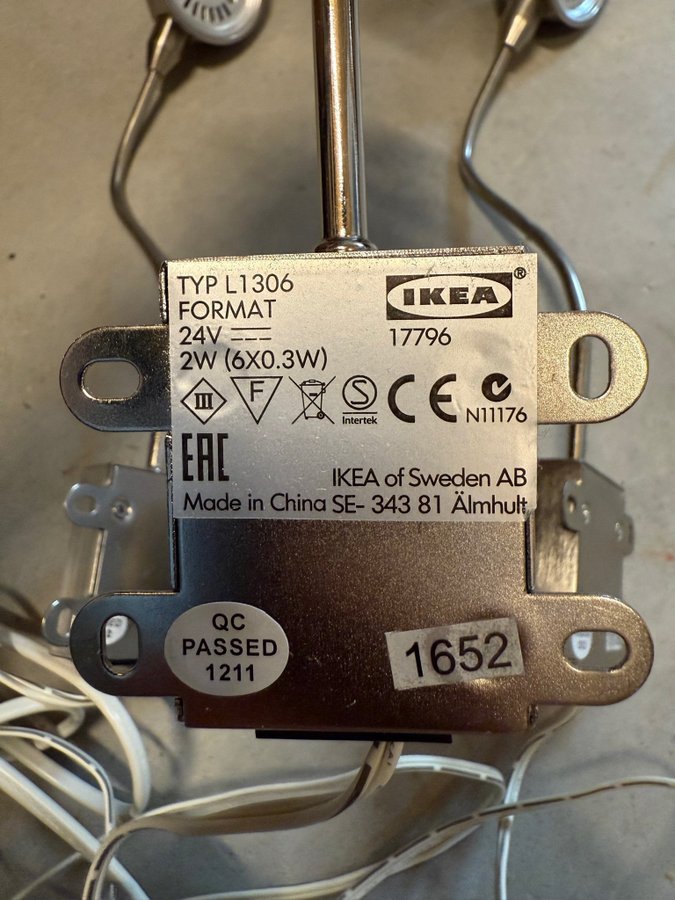 TYP L1306
FORMAT
24V
2W (6X0.3W)
IKEA®
17796
III
F
S
Intertek
CE
N11176
EAC
IKEA of Sweden AB
Made in China SE- 343 81 Älmhult
QC
PASSED
1211
1652